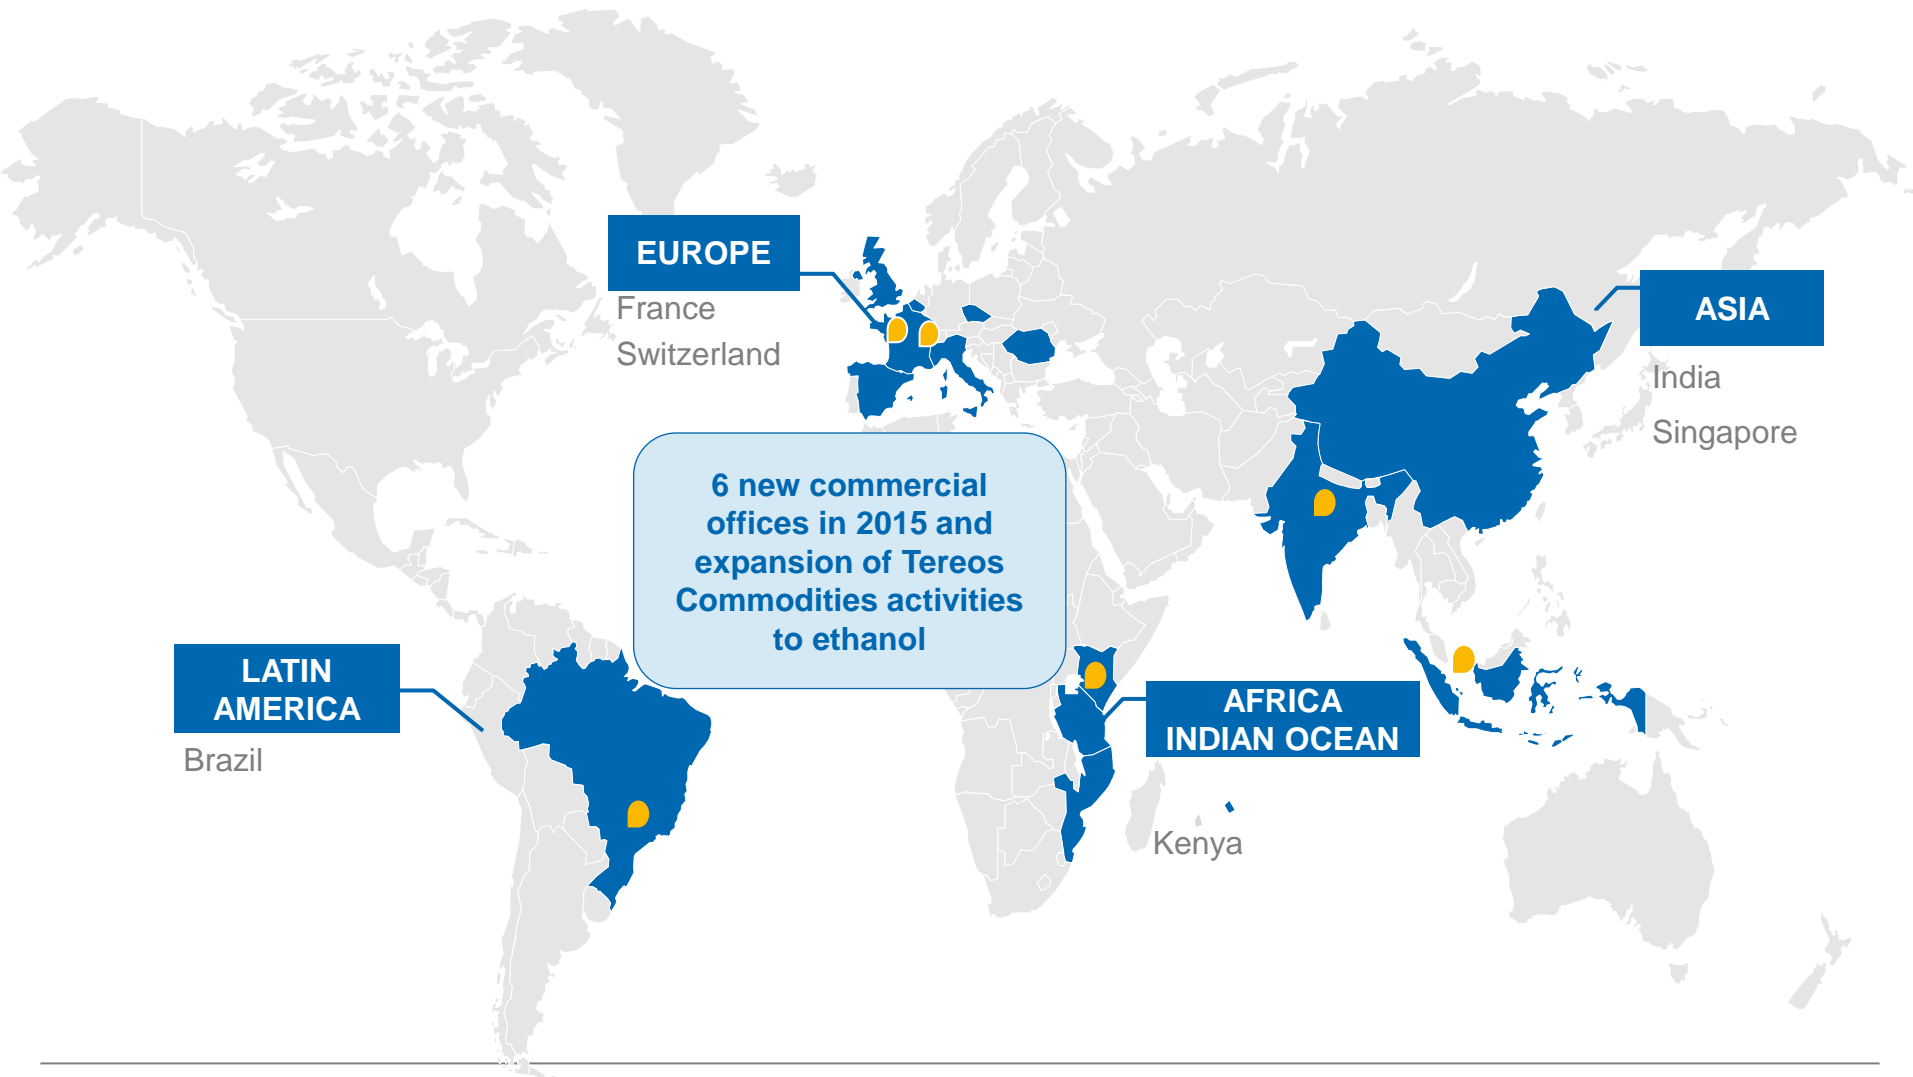 EUROPE
France
Switzerland
ASIA
India
Singapore
6 new commercial
offices in 2015 and
expansion of Tereos
Commodities activities
to ethanol
LATIN
AMERICA
Brazil
AFRICA
INDIAN OCEAN
Kenya